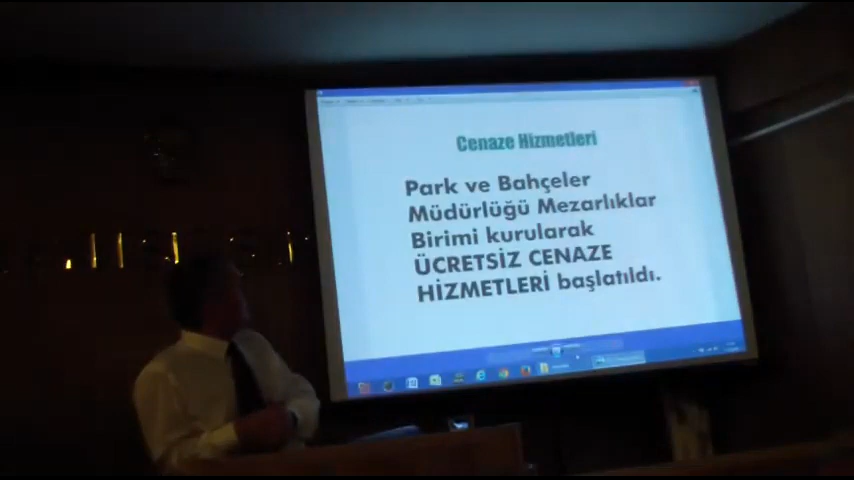 Cenaze Hizmetleri
Park ve Bahçeler
Müdürlüğü Mezarlıklar
Birimi kurularak
ÜCRETSİZ CENAZE
HİZMETLERİ başlatıldı.